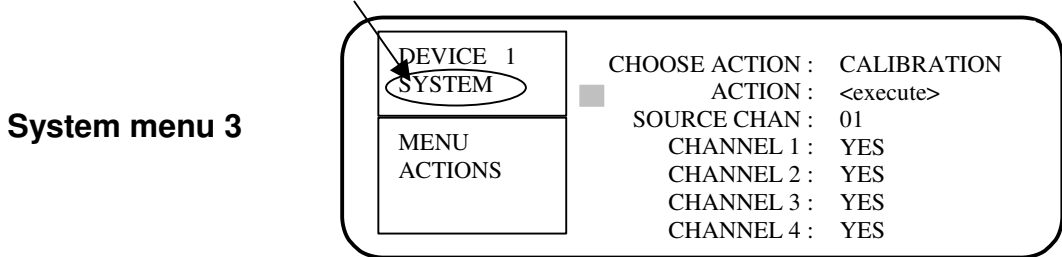 System menu 3
DEVICE 1
SYSTEM
MENU
ACTIONS
CHOOSE ACTION : CALIBRATION
ACTION : <execute>
SOURCE CHAN : 01
CHANNEL 1 : YES
CHANNEL 2 : YES
CHANNEL 3 : YES
CHANNEL 4 : YES